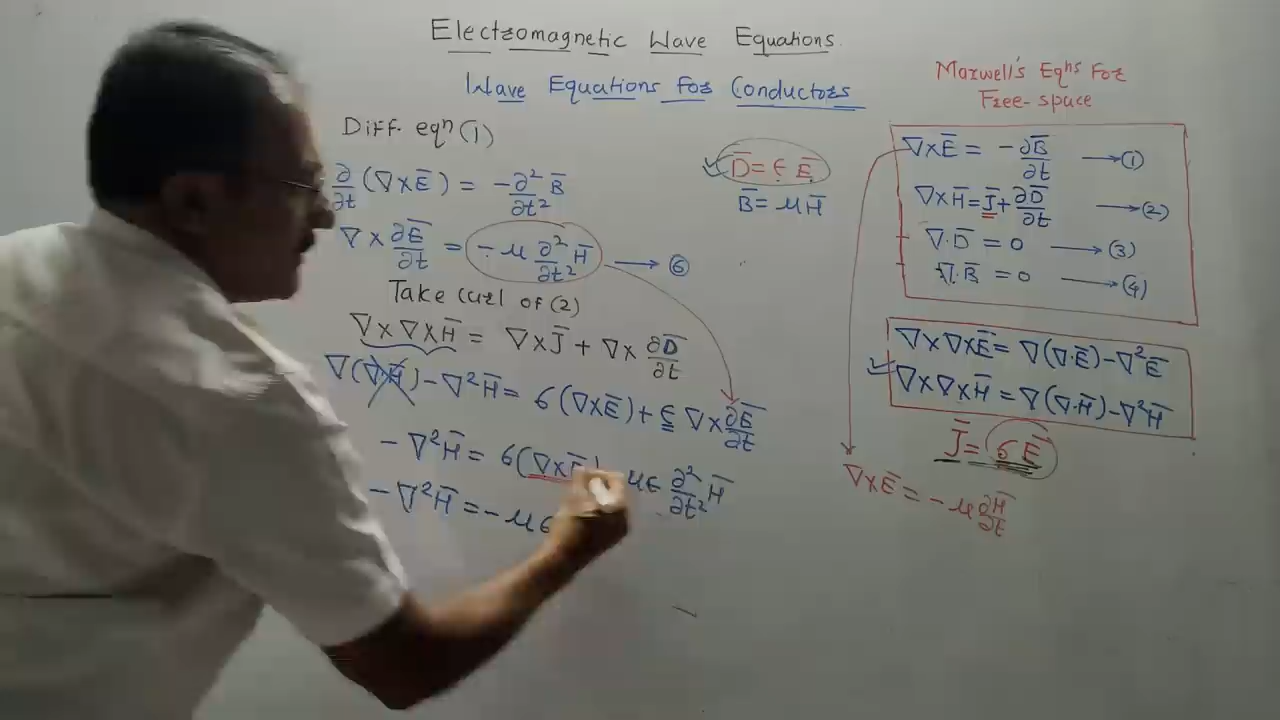 Electromagnetic Wave Equations.
Wave Equations for Conductors
Diff. eqn (1)
∂/∂t (∇×E̅) = -∂²/∂t² B̅
∇ × ∂E̅/∂t = -μ ∂²/∂t² H̅ → ⑥
Take curl of (2)
∇×∇×H̅ = ∇×J̅ + ∇× ∂D̅/∂t
∇(∇·H̅) - ∇²H̅ = σ(∇×E̅) + ε ∇× ∂E̅/∂t
-∇²H̅ = σ(∇×E̅) με ∂²/∂t² H̅
-∇²H̅ = -μσ
D̅ = ε E̅
B̅ = μH̅
Maxwell's Eqns For
Free-space
∇×E̅ = -∂B̅/∂t → ①
∇×H̅ = J̅ + ∂D̅/∂t → (2)
∇.D̅ = 0 → (3)
∇.B̅ = 0 → (4)
∇×∇×E̅ = ∇(∇.E̅) - ∇²E̅
∇×∇×H̅ = ∇(∇.H̅) - ∇²H̅
J̅ = σE̅
∇×E̅ = -μ ∂H̅/∂t